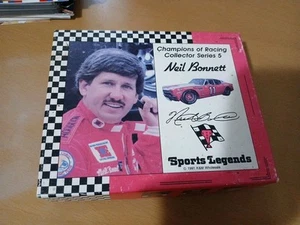 Champions of Racing
Collector Series 5
Neil Bonnett
Sports Legends